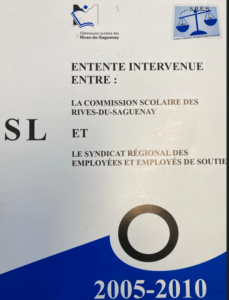 Commission scolaire des
Rives-du-Saguenay
ENTENTE INTERVENUE
ENTRE :
LA COMMISSION SCOLAIRE DES
RIVES-DU-SAGUENAY
SL ET
LE SYNDICAT RÉGIONAL DES
EMPLOYÉES ET EMPLOYÉS DE SOUTIE
2005-2010